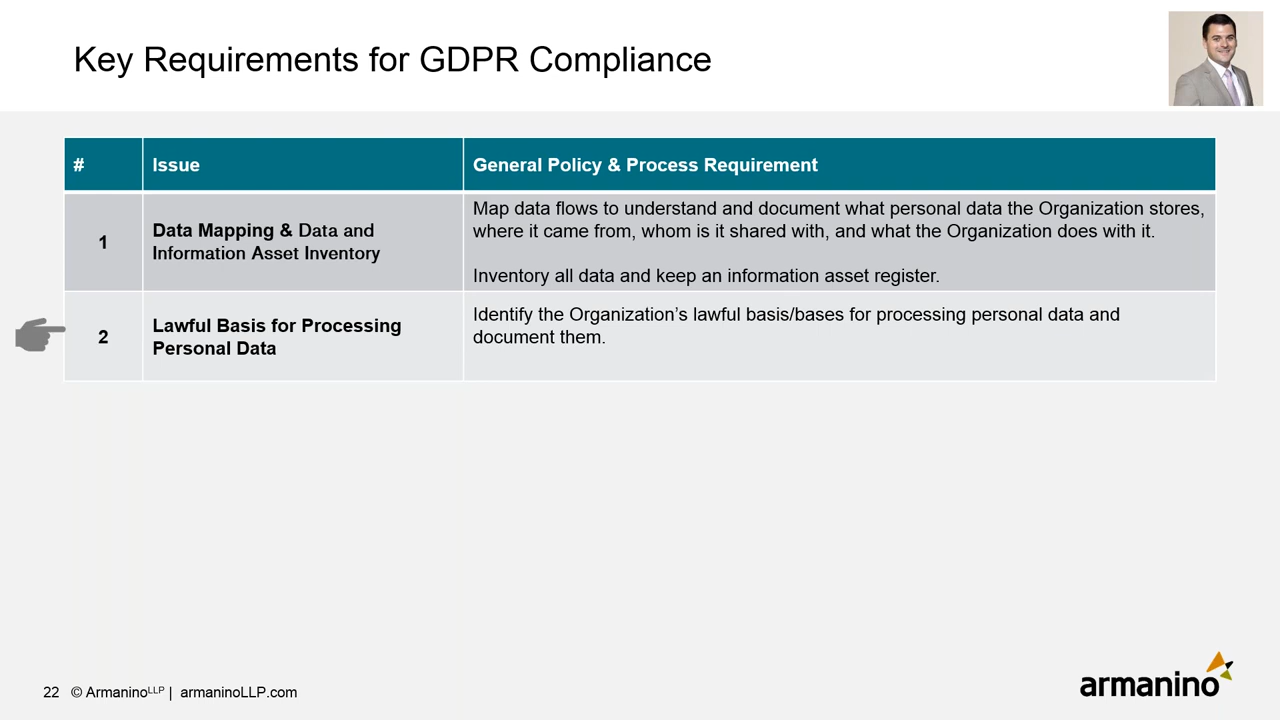 Key Requirements for GDPR Compliance
#
Issue
General Policy & Process Requirement
1
Data Mapping & Data and
Information Asset Inventory
Map data flows to understand and document what personal data the Organization stores,
where it came from, whom is it shared with, and what the Organization does with it.
Inventory all data and keep an information asset register.
2
Lawful Basis for Processing
Personal Data
Identify the Organization’s lawful basis/bases for processing personal data and
document them.
22 © ArmaninoLLP | armaninoLLP.com
armanino